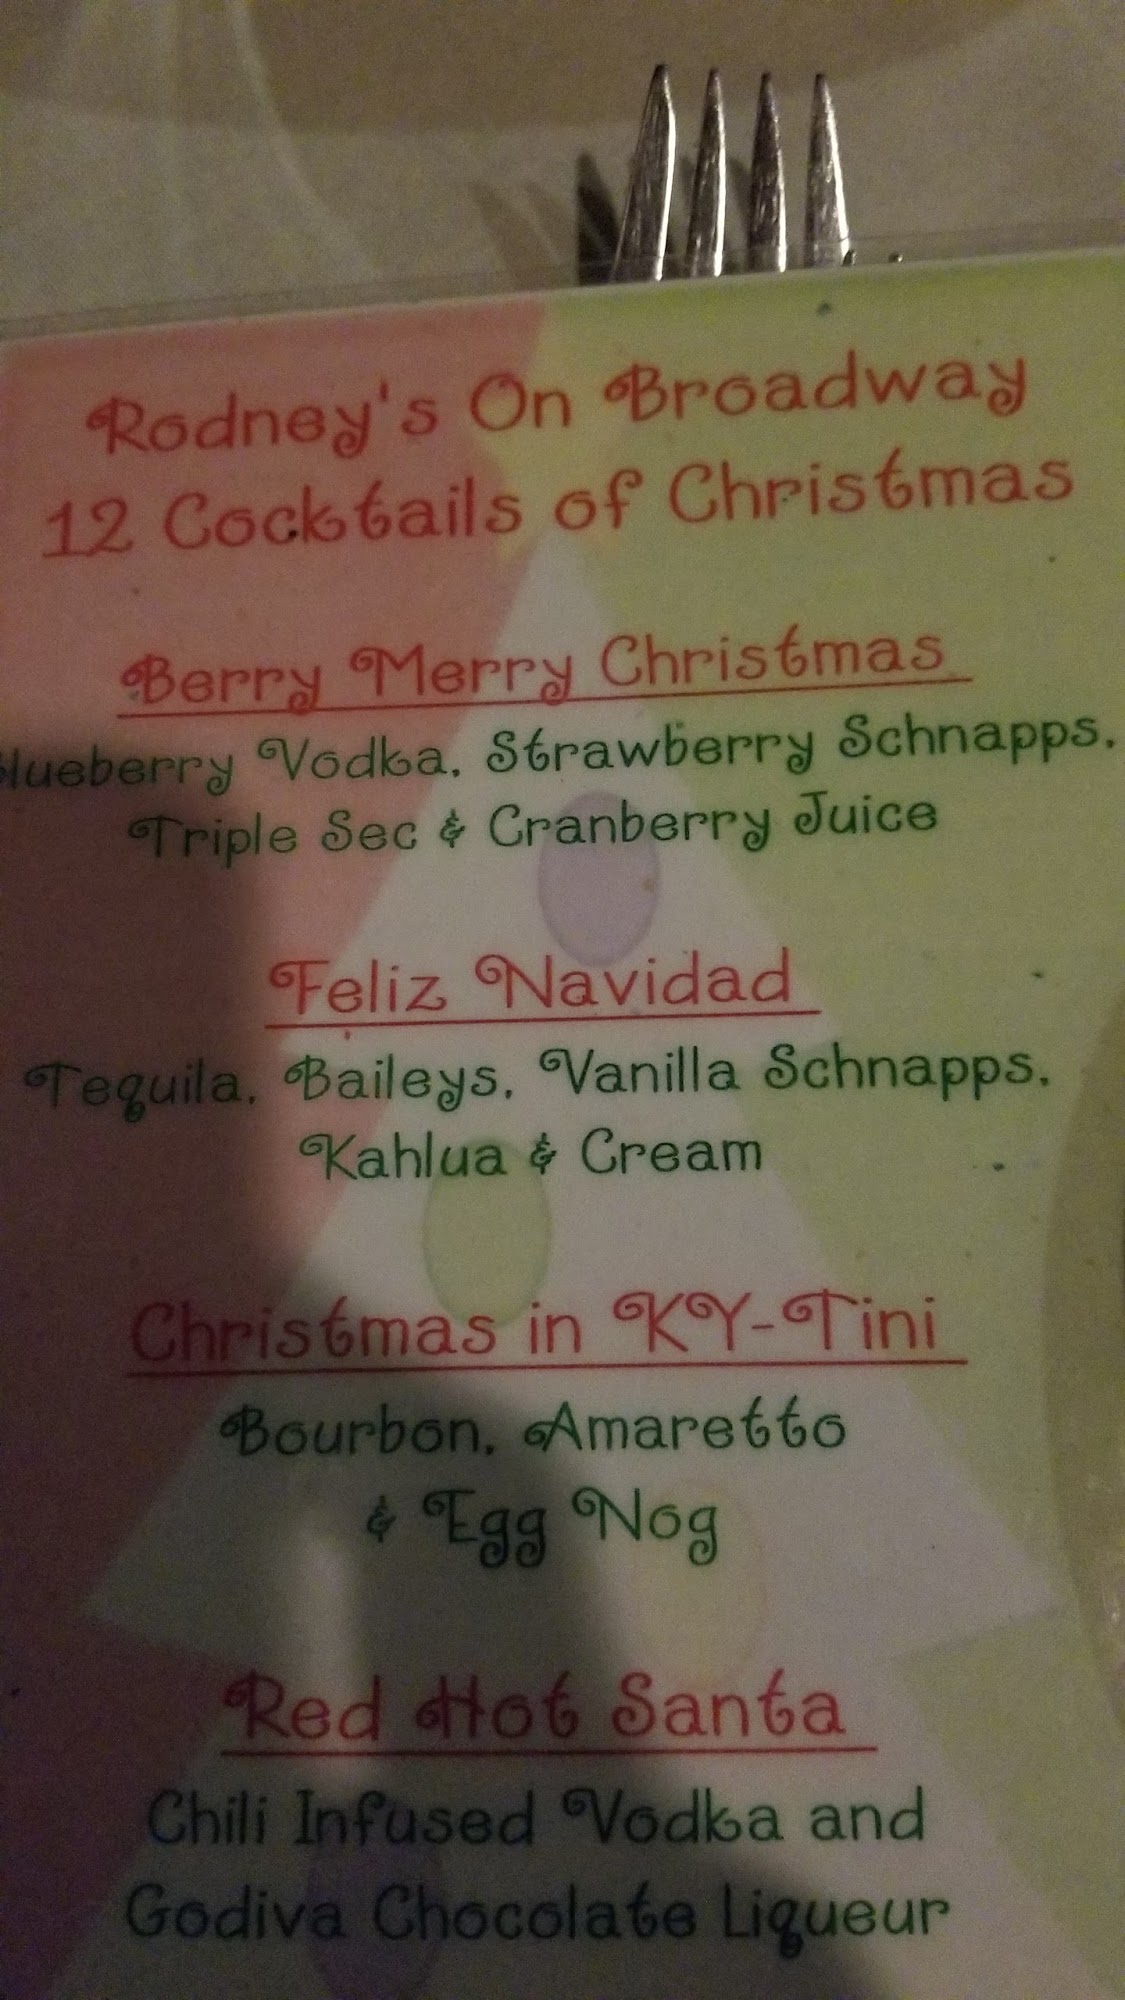 Rodney's On Broadway
12 Cocktails of Christmas
Berry Merry Christmas
Blueberry Vodka, Strawberry Schnapps,
Triple Sec & Cranberry Juice
Feliz Navidad
Tequila, Baileys, Vanilla Schnapps,
Kahlua & Cream
Christmas in KY-Tini
Bourbon, Amaretto
& Egg Nog
Red Hot Santa
Chili Infused Vodka and
Godiva Chocolate Liqueur